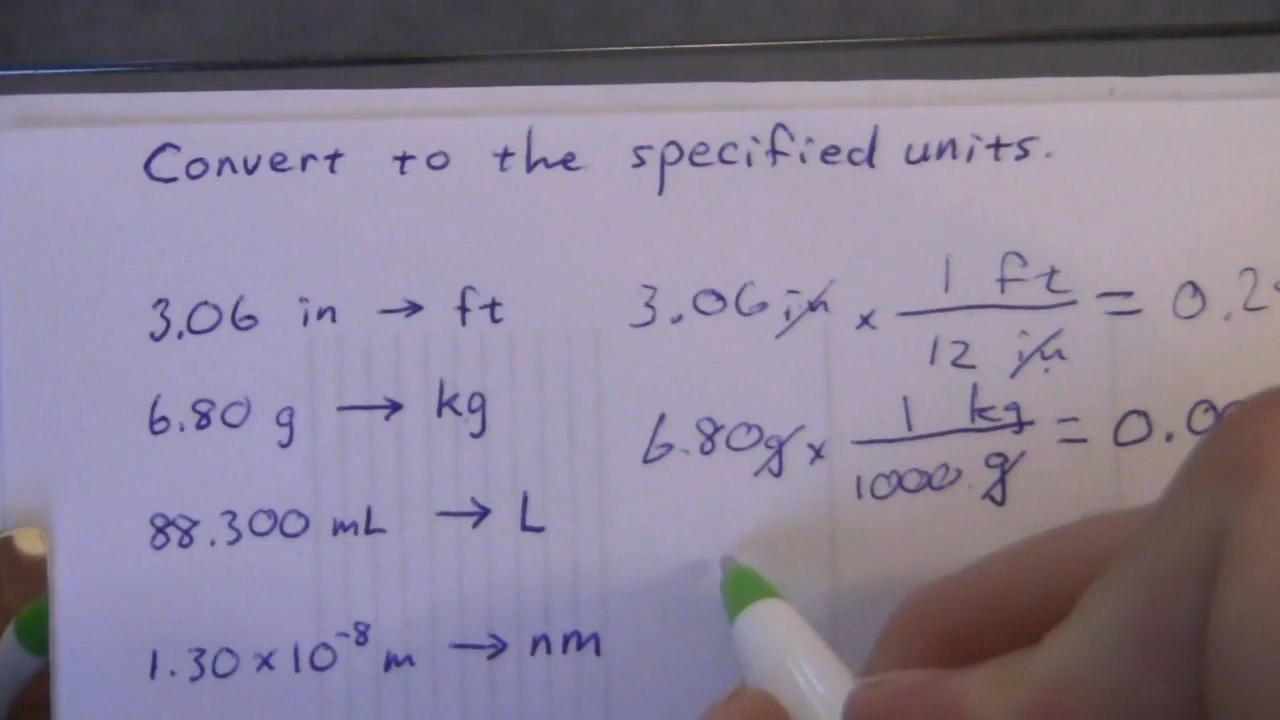 Convert to the specified units.
3.06 in → ft
3.06 in × 1 ft / 12 in = 0.2
6.80 g → kg
6.80 g × 1 kg / 1000 g = 0.0
88.300 mL → L
1.30 × 10⁻⁸ m → nm